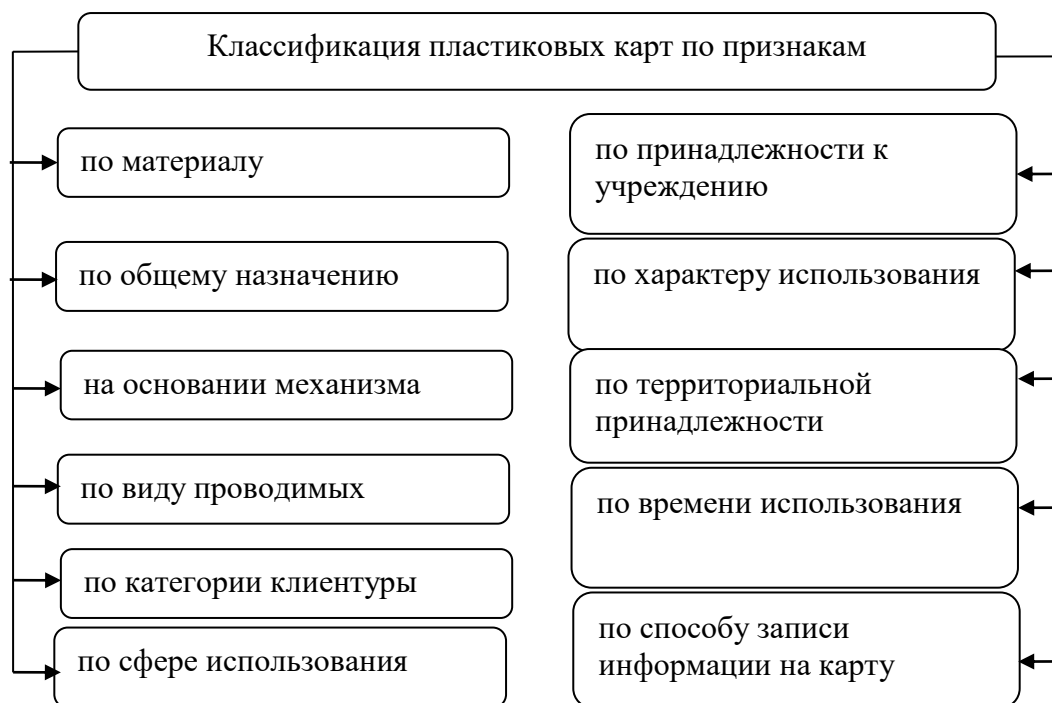 Классификация пластиковых карт по признакам
по материалу
по общему назначению
на основании механизма
по виду проводимых
по категории клиентуры
по сфере использования
по принадлежности к
учреждению
по характеру использования
по территориальной
принадлежности
по времени использования
по способу записи
информации на карту